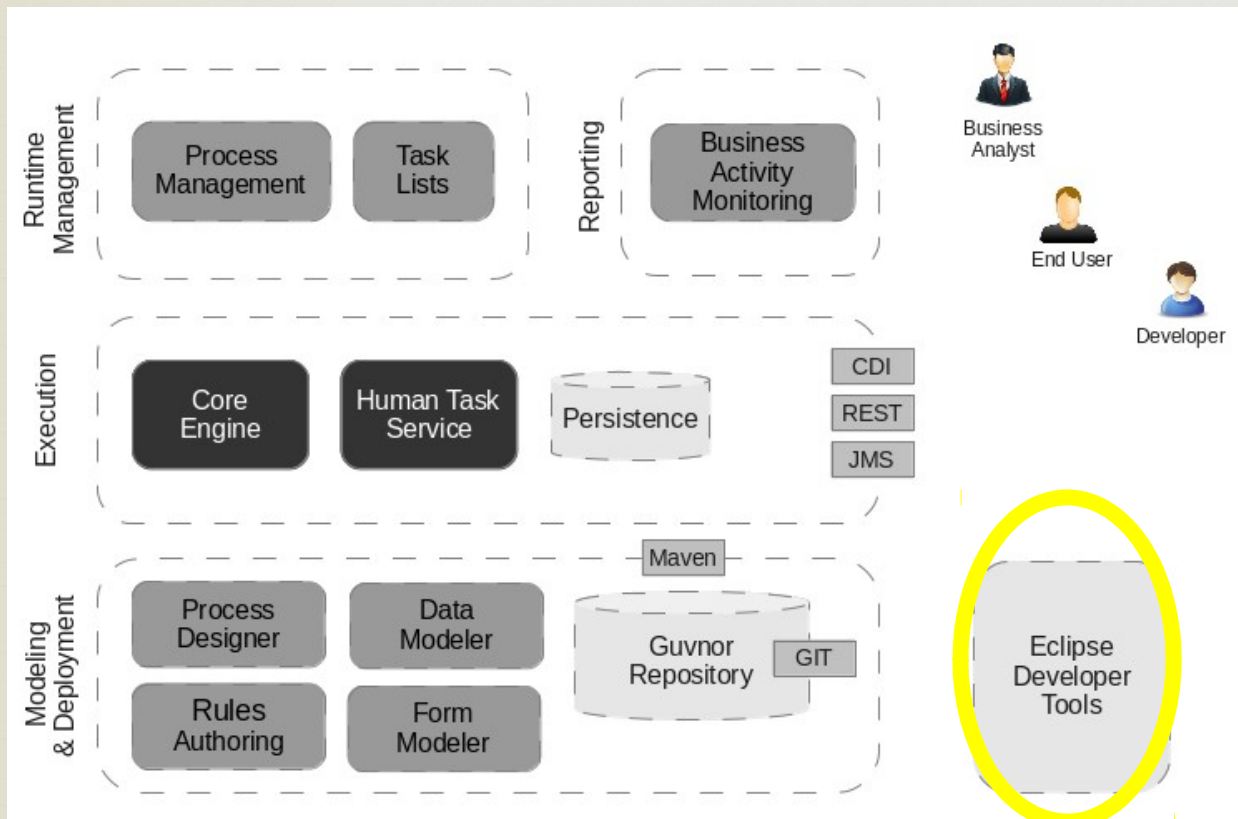 Runtime
Management
Process
Management
Task
Lists
Reporting
Business
Activity
Monitoring
Business
Analyst
End User
Developer
Execution
Core
Engine
Human Task
Service
Persistence
CDI
REST
JMS
Modeling
& Deployment
Process
Designer
Data
Modeler
Rules
Authoring
Form
Modeler
Maven
Guvnor
Repository
GIT
Eclipse
Developer
Tools